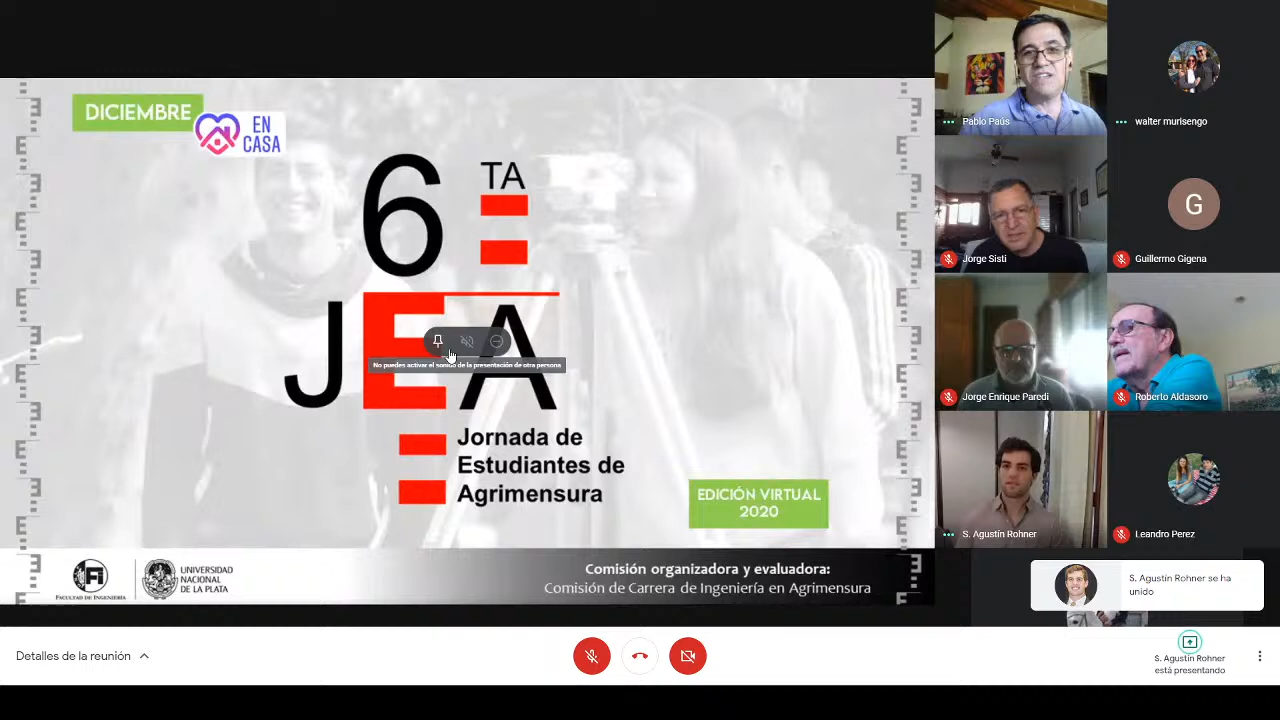 DICIEMBRE
EN
CASA
6
TA
JEA
No puedes activar el sonido de la presentación de otra persona
Jornada de
Estudiantes de
Agrimensura
EDICIÓN VIRTUAL
2020
FACULTAD DE INGENIERÍA
UNIVERSIDAD
NACIONAL
DE LA PLATA
Comisión organizadora y evaluadora:
Comisión de Carrera de Ingeniería en Agrimensura
Pablo Paús
walter murisengo
Jorge Sisti
G
Guillermo Gigena
Jorge Enrique Paredi
Roberto Aldasoro
S. Agustín Rohner
Leandro Perez
S. Agustín Rohner se ha
unido
Detalles de la reunión
S. Agustín Rohner
está presentando